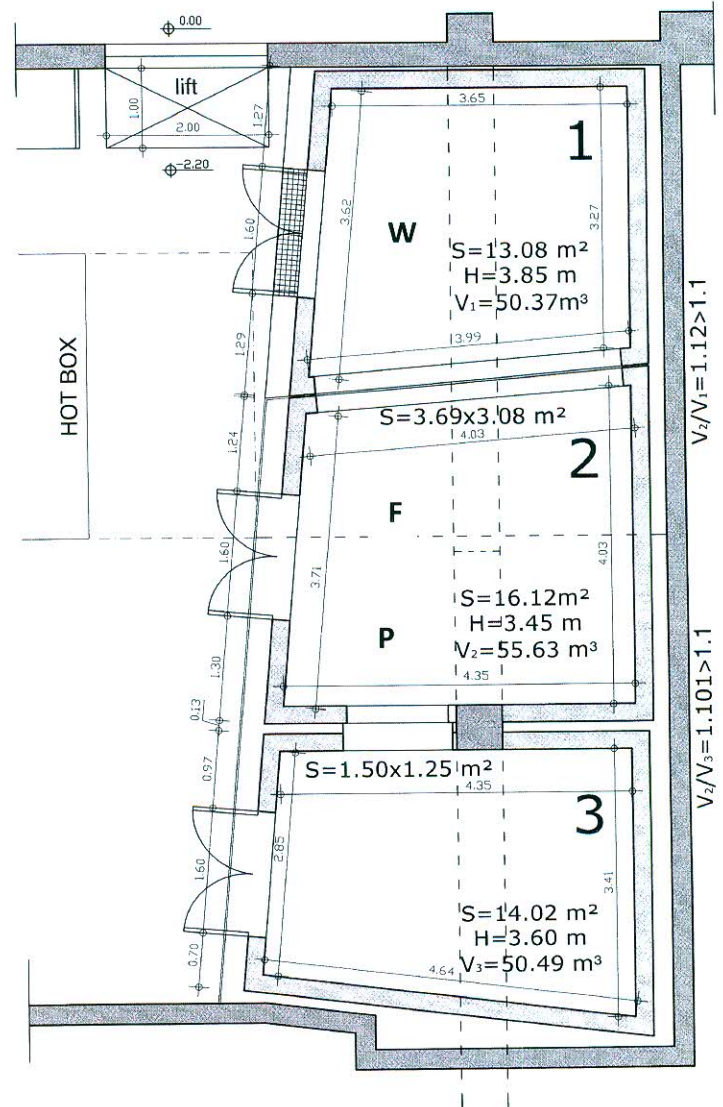 0.00
lift
1.00
2.00
1.27
-2.20
3.65
1
3.62
W
3.27
1.60
S=13.08 m²
H=3.85 m
V₁=50.37m³
3.99
1.29
HOT BOX
V₂/V₁=1.12>1.1
S=3.69x3.08 m²
4.03
1.24
2
F
1.60
3.71
4.03
P
S=16.12m²
H=3.45 m
V₂=55.63 m³
4.35
1.30
0.13
V₂/V₃=1.101>1.1
S=1.50x1.25 m²
4.35
0.97
3
2.85
1.60
3.41
S=14.02 m²
H=3.60 m
V₃=50.49 m³
4.64
0.70